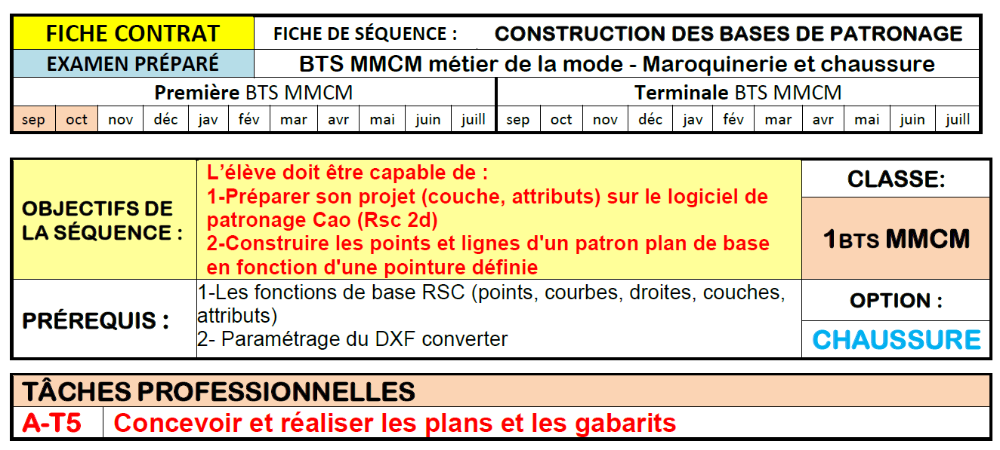 FICHE CONTRAT FICHE DE SÉQUENCE : CONSTRUCTION DES BASES DE PATRONAGE
EXAMEN PRÉPARÉ BTS MMCM métier de la mode - Maroquinerie et chaussure
Première BTS MMCM Terminale BTS MMCM
sep oct nov déc jav fév mar avr mai juin juill sep oct nov déc jav fév mar avr mai juin juill
OBJECTIFS DE
LA SÉQUENCE :
L'élève doit être capable de :
1-Préparer son projet (couche, attributs) sur le logiciel de
patronage Cao (Rsc 2d)
2-Construire les points et lignes d'un patron plan de base
en fonction d'une pointure définie
CLASSE:
1BTS MMCM
PRÉREQUIS :
1-Les fonctions de base RSC (points, courbes, droites, couches,
attributs)
2- Paramétrage du DXF converter
OPTION :
CHAUSSURE
TÂCHES PROFESSIONNELLES
A-T5 Concevoir et réaliser les plans et les gabarits